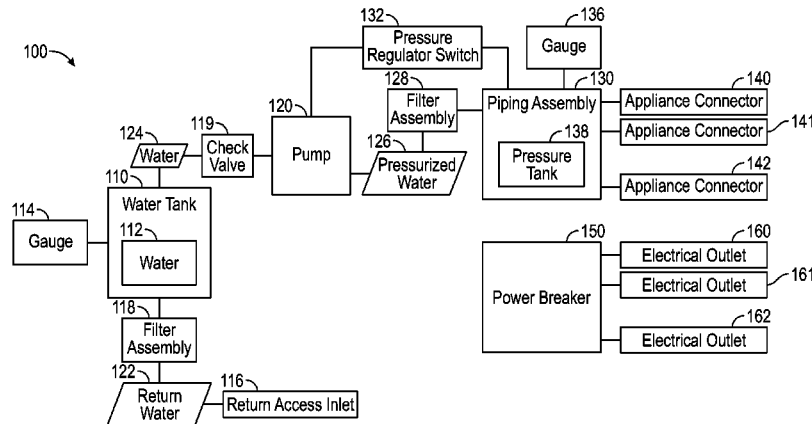 132
136
Pressure
Regulator Switch
Gauge
100
128
130
140
120
Filter
Assembly
Piping Assembly
Appliance Connector
119
124
138
Appliance Connector
141
Water
Check
Valve
Pump
126
Pressure
Tank
142
110
Pressurized
Water
Appliance Connector
114
Water Tank
112
150
160
Gauge
Water
Electrical Outlet
118
Power Breaker
Electrical Outlet
161
Filter
Assembly
162
Electrical Outlet
122
116
Return
Water
Return Access Inlet